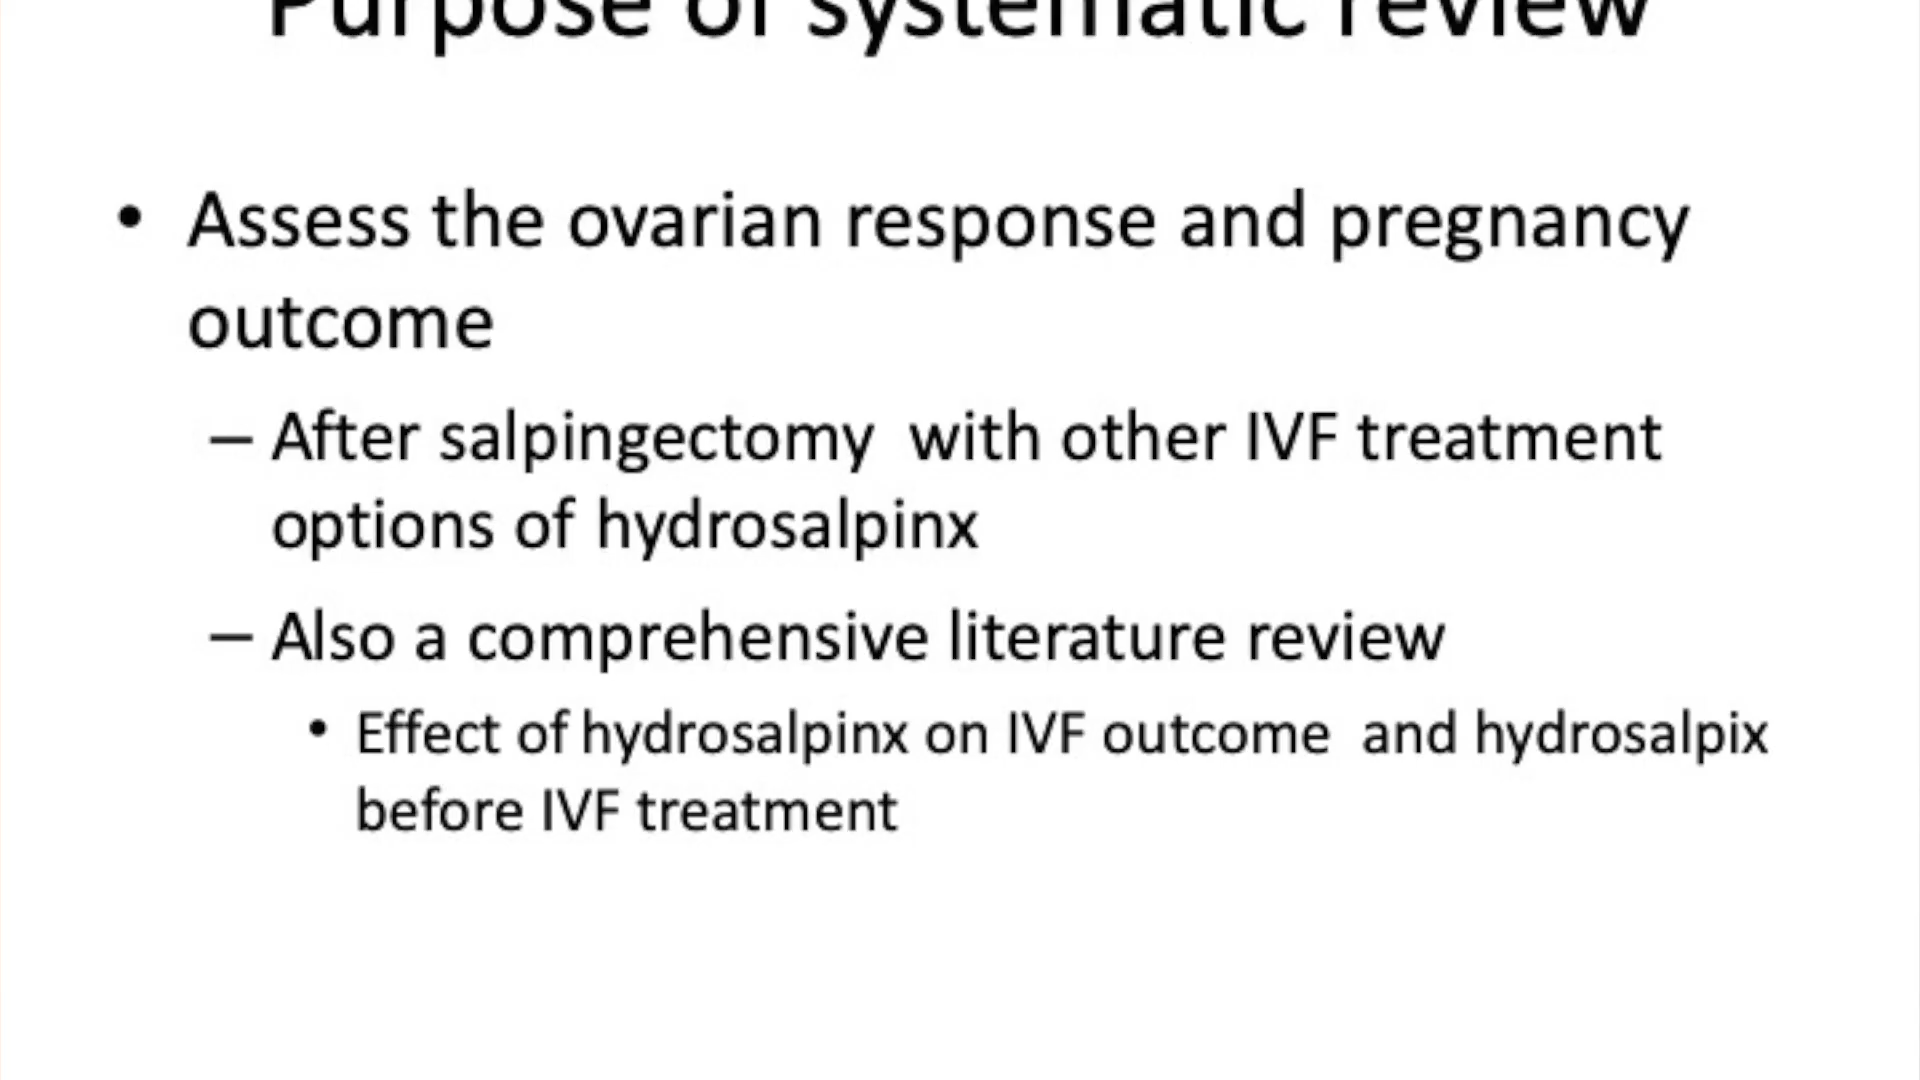 Purpose of systematic review
• Assess the ovarian response and pregnancy
outcome
– After salpingectomy with other IVF treatment
options of hydrosalpinx
– Also a comprehensive literature review
• Effect of hydrosalpinx on IVF outcome and hydrosalpix
before IVF treatment